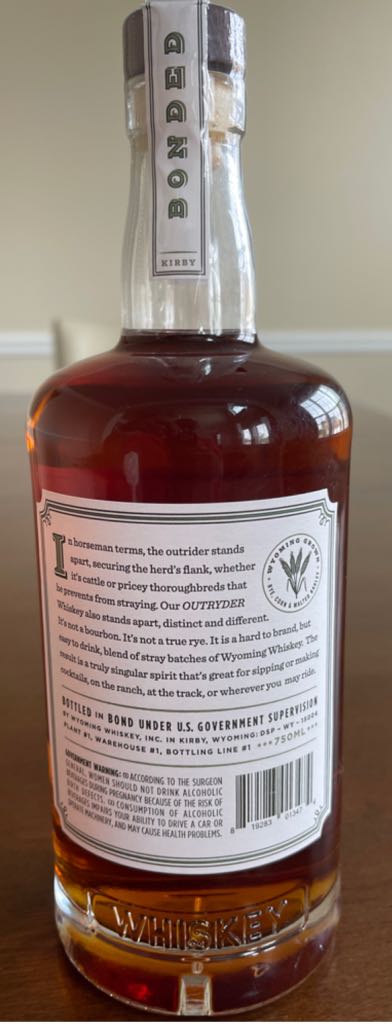 BONDED
KIRBY
In horseman terms, the outrider stands
apart, securing the herd's flank, whether
it's cattle or pricey thoroughbreds that
he prevents from straying. Our OUTRYDER
Whiskey also stands apart, distinct and different.
It's not a bourbon. It's not a true rye. It is a hard to brand, but
easy to drink, blend of stray batches of Wyoming Whiskey. The
result is a truly singular spirit that's great for sipping or making
cocktails, on the ranch, at the track, or wherever you may ride.
WYOMING GROWN
RYE, CORN & MALTED BARLEY
BOTTLED IN BOND UNDER U.S. GOVERNMENT SUPERVISION
BY WYOMING WHISKEY, INC. IN KIRBY, WYOMING: DSP - WY - 15006
PLANT #1, WAREHOUSE #1, BOTTLING LINE #1 ***750ML***
GOVERNMENT WARNING: (1) ACCORDING TO THE SURGEON
GENERAL, WOMEN SHOULD NOT DRINK ALCOHOLIC
BEVERAGES DURING PREGNANCY BECAUSE OF THE RISK OF
BIRTH DEFECTS. (2) CONSUMPTION OF ALCOHOLIC
BEVERAGES IMPAIRS YOUR ABILITY TO DRIVE A CAR OR
OPERATE MACHINERY, AND MAY CAUSE HEALTH PROBLEMS.
8 19283 01347
WHISKEY